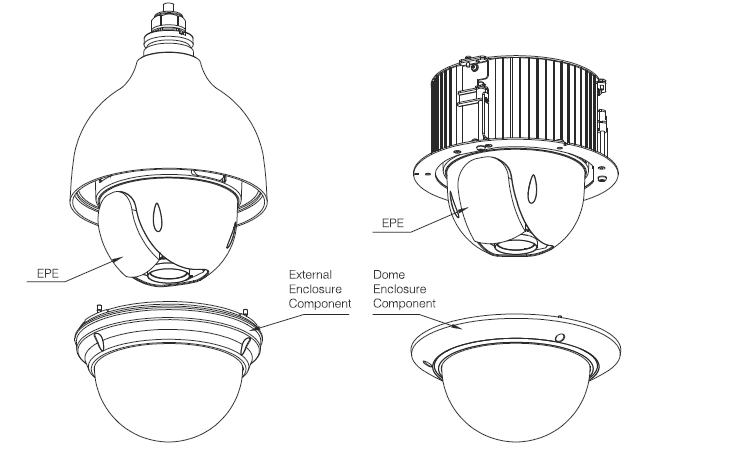 EPE
EPE
External
Enclosure
Component
Dome
Enclosure
Component